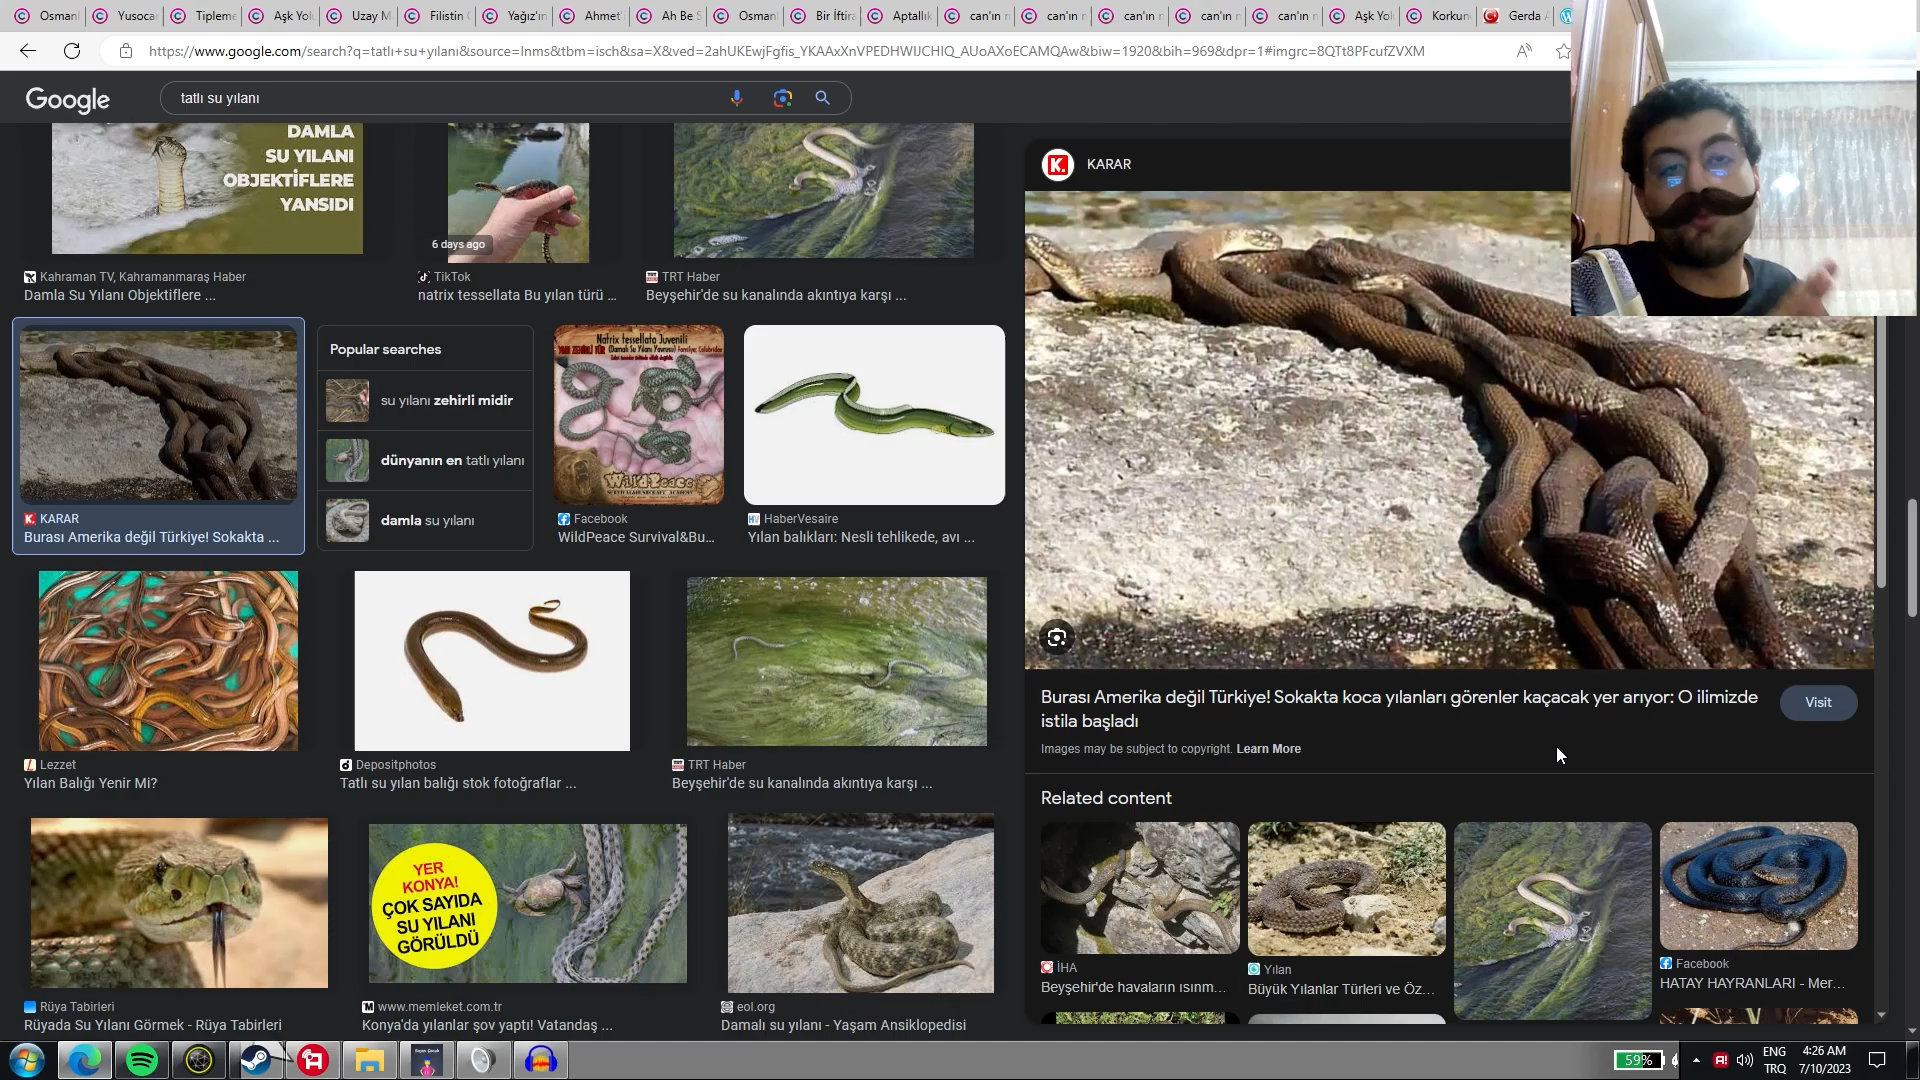 Osmanl
Yusoca
Tipleme
Aşk Yol
Uzay M
Filistin
Yağız'ın
Ahmet'
Ah Be S
Osmanl
Bir İftira
Aptallık
can'ın r
can'ın r
can'ın r
can'ın r
can'ın r
Aşk Yol
Korkun
Gerda
https://www.google.com/search?q=tatlı+su+yılanı&source=lnms&tbm=isch&sa=X&ved=2ahUKEwjFgfis_YKAAxXnVPEDHWIJCHIQ_AUoAXoECAMQAw&biw=1920&bih=969&dpr=1#imgrc=8QTt8PFcufZVXM
Google
tatlı su yılanı
DAMLA
SU YILANI
OBJEKTİFLERE
YANSIDI
6 days ago
Kahraman TV, Kahramanmaraş Haber
Damla Su Yılanı Objektiflere ...
TikTok
natrix tessellata Bu yılan türü ...
TRT Haber
Beyşehir'de su kanalında akıntıya karşı ...
KARAR
Burası Amerika değil Türkiye! Sokakta ...
Popular searches
su yılanı zehirli midir
dünyanın en tatlı yılanı
damla su yılanı
Natrix tessellata Juvenili
WildPeace
Facebook
WildPeace Survival&Bu...
HaberVesaire
Yılan balıkları: Nesli tehlikede, avı ...
Lezzet
Yılan Balığı Yenir Mi?
Depositphotos
Tatlı su yılan balığı stok fotoğraflar ...
TRT Haber
Beyşehir'de su kanalında akıntıya karşı ...
YER
KONYA!
ÇOK SAYIDA
SU YILANI
GÖRÜLDÜ
Rüya Tabirleri
Rüyada Su Yılanı Görmek - Rüya Tabirleri
www.memleket.com.tr
Konya'da yılanlar şov yaptı! Vatandaş ...
eol.org
Damalı su yılanı - Yaşam Ansiklopedisi
K.
KARAR
Burası Amerika değil Türkiye! Sokakta koca yılanları görenler kaçacak yer arıyor: O ilimizde
istila başladı
Visit
Images may be subject to copyright. Learn More
Related content
İHA
Beyşehir'de havaların ısınm...
Yılan
Büyük Yılanlar Türleri ve Öz...
Facebook
HATAY HAYRANLARI - Mer...
59%
ENG
TRQ
4:26 AM
7/10/2023